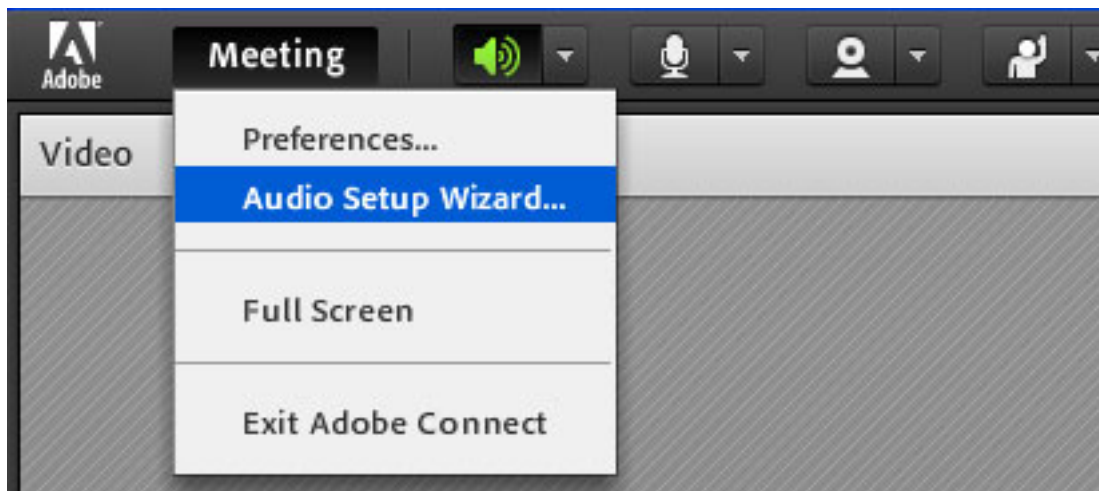 Adobe
Meeting
Video
Preferences...
Audio Setup Wizard...
Full Screen
Exit Adobe Connect